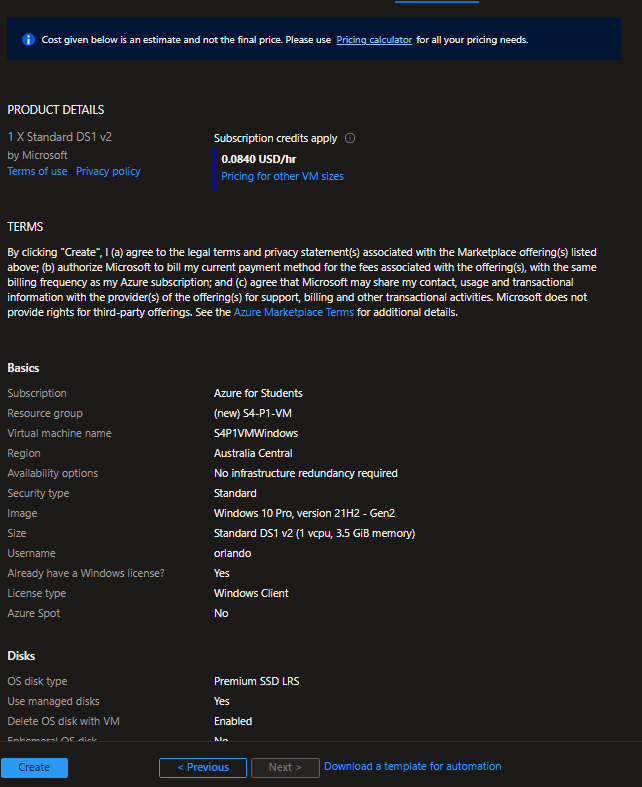 Cost given below is an estimate and not the final price. Please use Pricing calculator for all your pricing needs.
PRODUCT DETAILS
1 X Standard DS1 v2
by Microsoft
Terms of use Privacy policy
Subscription credits apply
0.0840 USD/hr
Pricing for other VM sizes
TERMS
By clicking "Create", I (a) agree to the legal terms and privacy statement(s) associated with the Marketplace offering(s) listed
above; (b) authorize Microsoft to bill my current payment method for the fees associated with the offering(s), with the same
billing frequency as my Azure subscription; and (c) agree that Microsoft may share my contact, usage and transactional
information with the provider(s) of the offering(s) for support, billing and other transactional activities. Microsoft does not
provide rights for third-party offerings. See the Azure Marketplace Terms for additional details.
Basics
Subscription Azure for Students
Resource group (new) S4-P1-VM
Virtual machine name S4P1VMWindows
Region Australia Central
Availability options No infrastructure redundancy required
Security type Standard
Image Windows 10 Pro, version 21H2 - Gen2
Size Standard DS1 v2 (1 vcpu, 3.5 GiB memory)
Username orlando
Already have a Windows license? Yes
License type Windows Client
Azure Spot No
Disks
OS disk type Premium SSD LRS
Use managed disks Yes
Delete OS disk with VM Enabled
Ephemeral OS disk No
Create < Previous Next > Download a template for automation